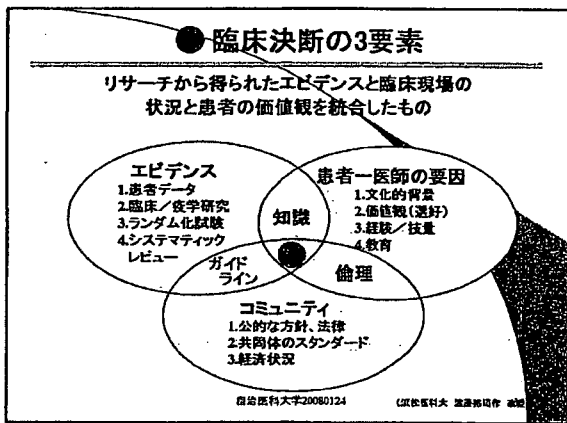 ●臨床決断の3要素
リサーチから得られたエビデンスと臨床現場の
状況と患者の価値観を統合したもの
エビデンス
1.患者データ
2.臨床／疫学研究
3.ランダム化試験
4.システマティック
レビュー
患者ー医師の要因
1.文化的背景
2.価値観（選好）
3.経験／技量
4.教育
知識
ガイド
ライン
倫理
コミュニティ
1.公的な方針、法律
2.共同体のスタンダード
3.経済状況
自治医科大学20080124